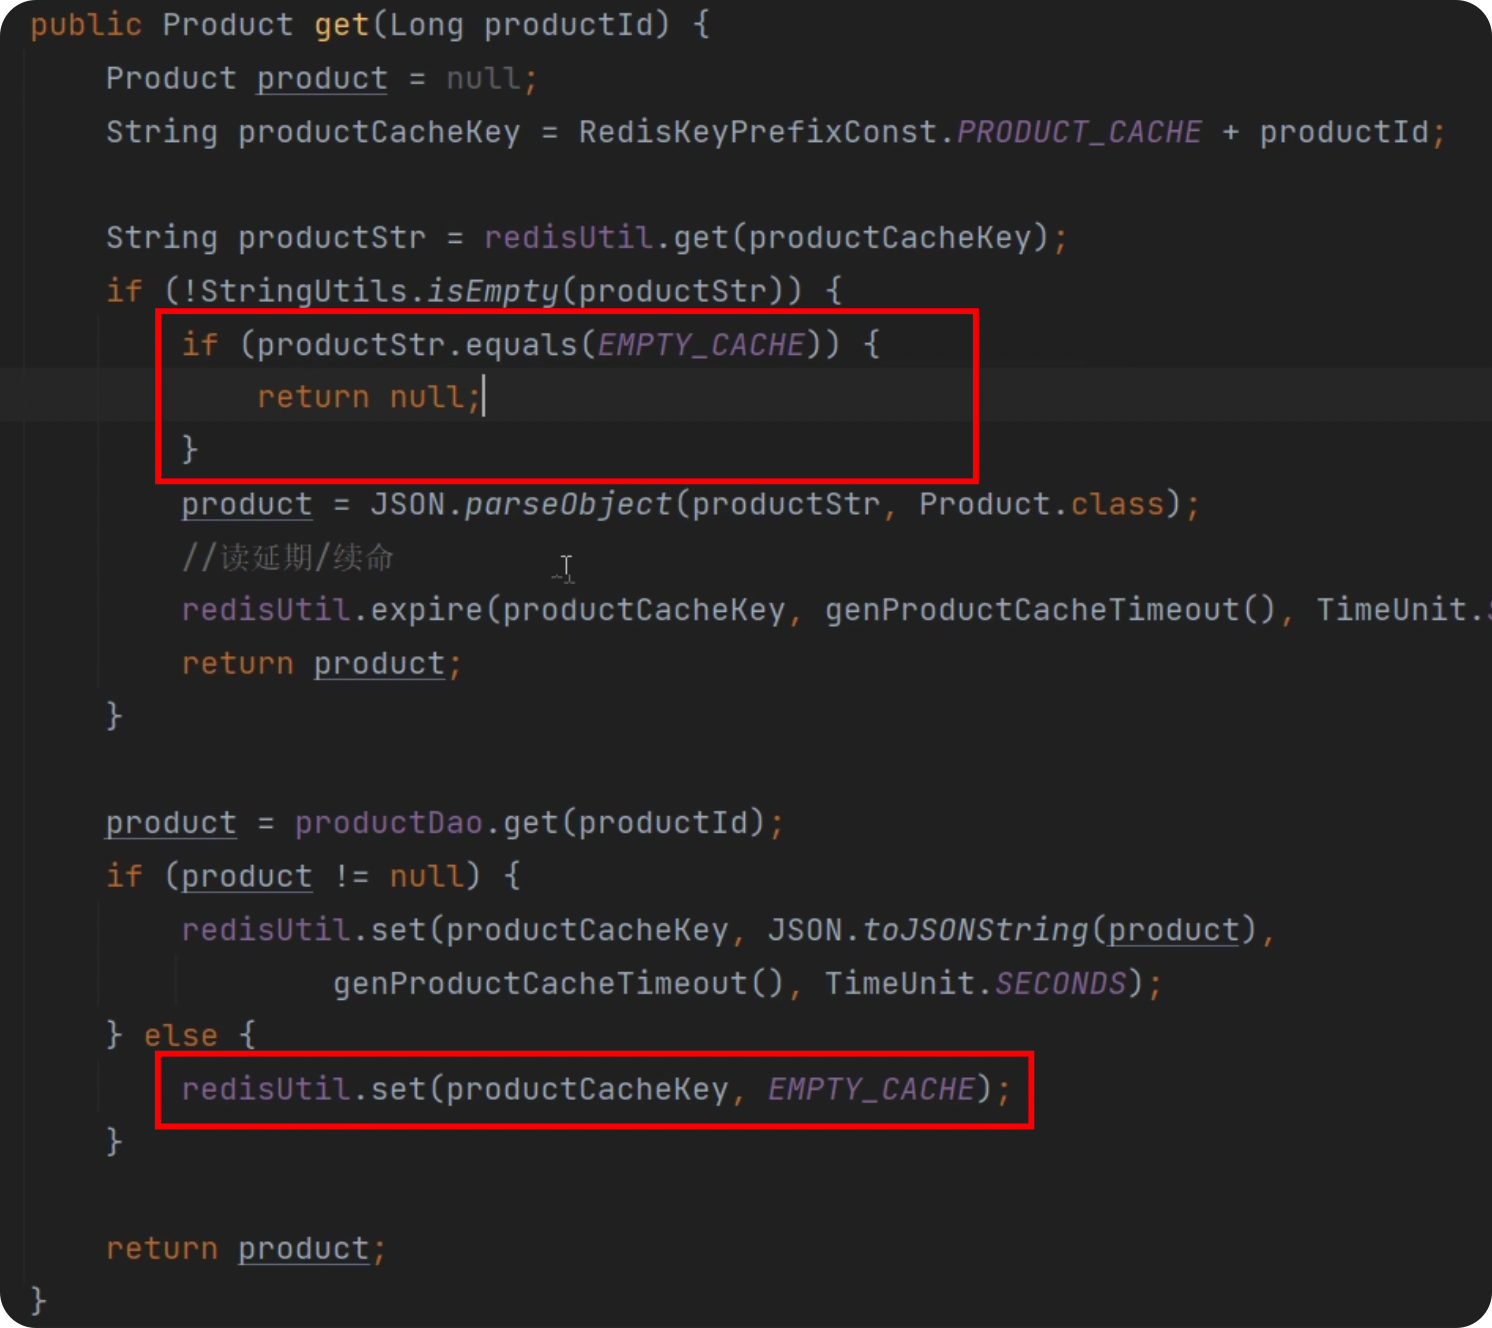 public Product get(Long productId) {
    Product product = null;
    String productCacheKey = RedisKeyPrefixConst.PRODUCT_CACHE + productId;
    String productStr = redisUtil.get(productCacheKey);
    if (!StringUtils.isEmpty(productStr)) {
        if (productStr.equals(EMPTY_CACHE)) {
            return null;
        }
        product = JSON.parseObject(productStr, Product.class);
        //读延期/续命
        redisUtil.expire(productCacheKey, genProductCacheTimeout(), TimeUnit.
        return product;
    }
    product = productDao.get(productId);
    if (product != null) {
        redisUtil.set(productCacheKey, JSON.toJSONString(product),
                genProductCacheTimeout(), TimeUnit.SECONDS);
    } else {
        redisUtil.set(productCacheKey, EMPTY_CACHE);
    }
    return product;
}